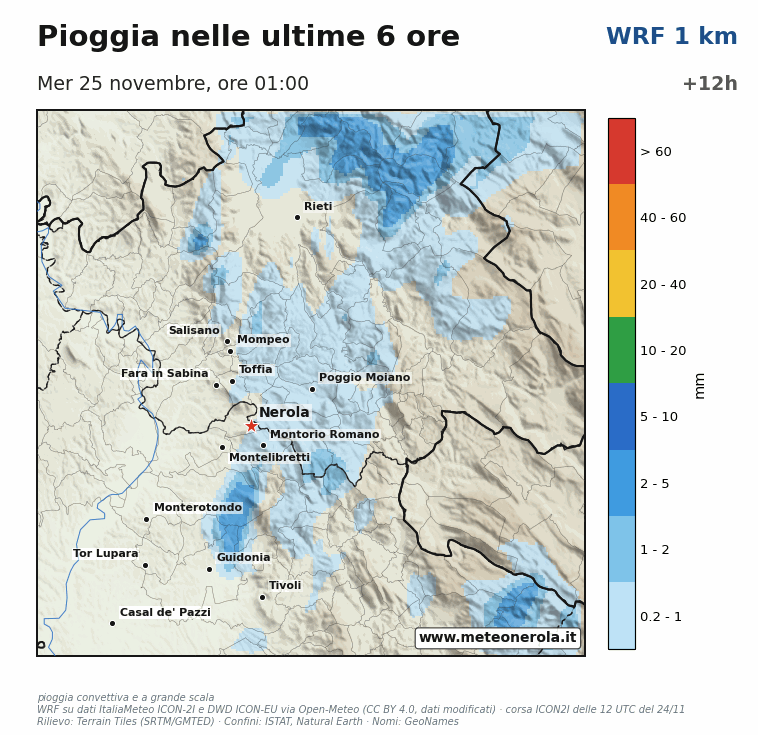 Pioggia nelle ultime 6 ore
WRF 1 km
Mer 25 novembre, ore 01:00
+12h
Rieti
Salisano
Mompeo
Fara in Sabina
Toffia
Poggio Moiano
Nerola
Montorio Romano
Montelibretti
Monterotondo
Tor Lupara
Guidonia
Tivoli
Casal de' Pazzi
www.meteonerola.it
> 60
40 - 60
20 - 40
10 - 20
5 - 10
2 - 5
1 - 2
0.2 - 1
mm
pioggia convettiva e a grande scala
WRF su dati ItaliaMeteo ICON-2I e DWD ICON-EU via Open-Meteo (CC BY 4.0, dati modificati) · corsa ICON2I delle 12 UTC del 24/11
Rilievo: Terrain Tiles (SRTM/GMTED) · Confini: ISTAT, Natural Earth · Nomi: GeoNames